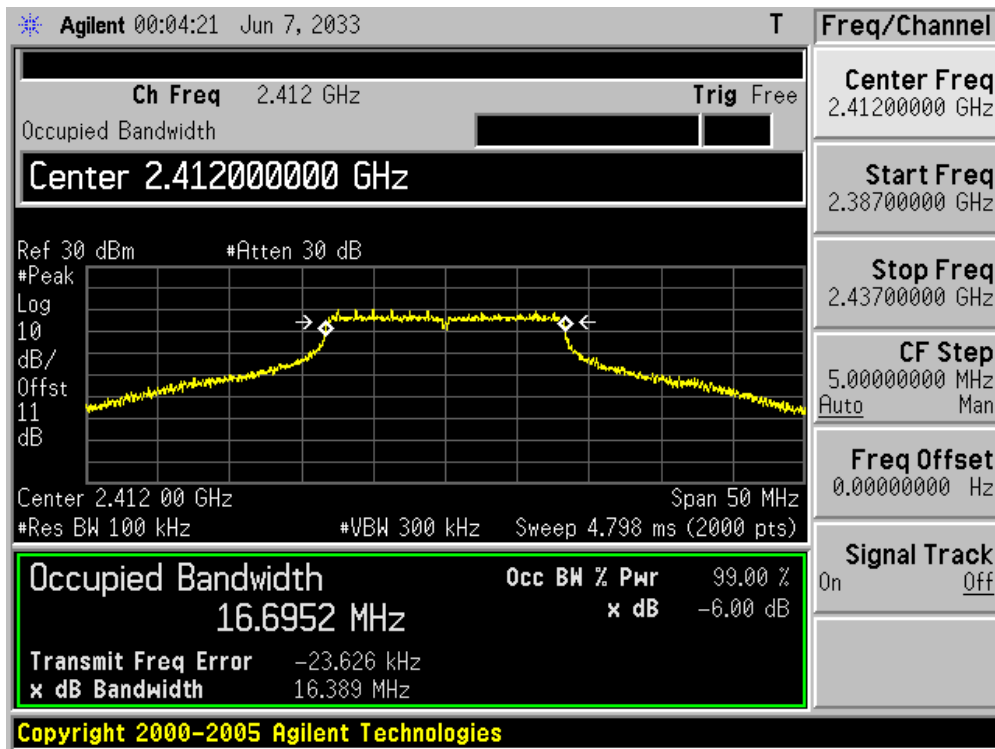 Agilent 00:04:21 Jun 7, 2033 T
Freq/Channel
Ch Freq 2.412 GHz Trig Free
Occupied Bandwidth
Center 2.412000000 GHz
Ref 30 dBm #Atten 30 dB
#Peak
Log
10
dB/
Offst
11
dB
Center 2.412 00 GHz Span 50 MHz
#Res BW 100 kHz #VBW 300 kHz Sweep 4.798 ms (2000 pts)
Occupied Bandwidth Occ BW % Pwr 99.00 %
16.6952 MHz x dB -6.00 dB
Transmit Freq Error -23.626 kHz
x dB Bandwidth 16.389 MHz
Center Freq
2.41200000 GHz
Start Freq
2.38700000 GHz
Stop Freq
2.43700000 GHz
CF Step
5.00000000 MHz
Auto Man
Freq Offset
0.00000000 Hz
Signal Track
On Off
Copyright 2000-2005 Agilent Technologies